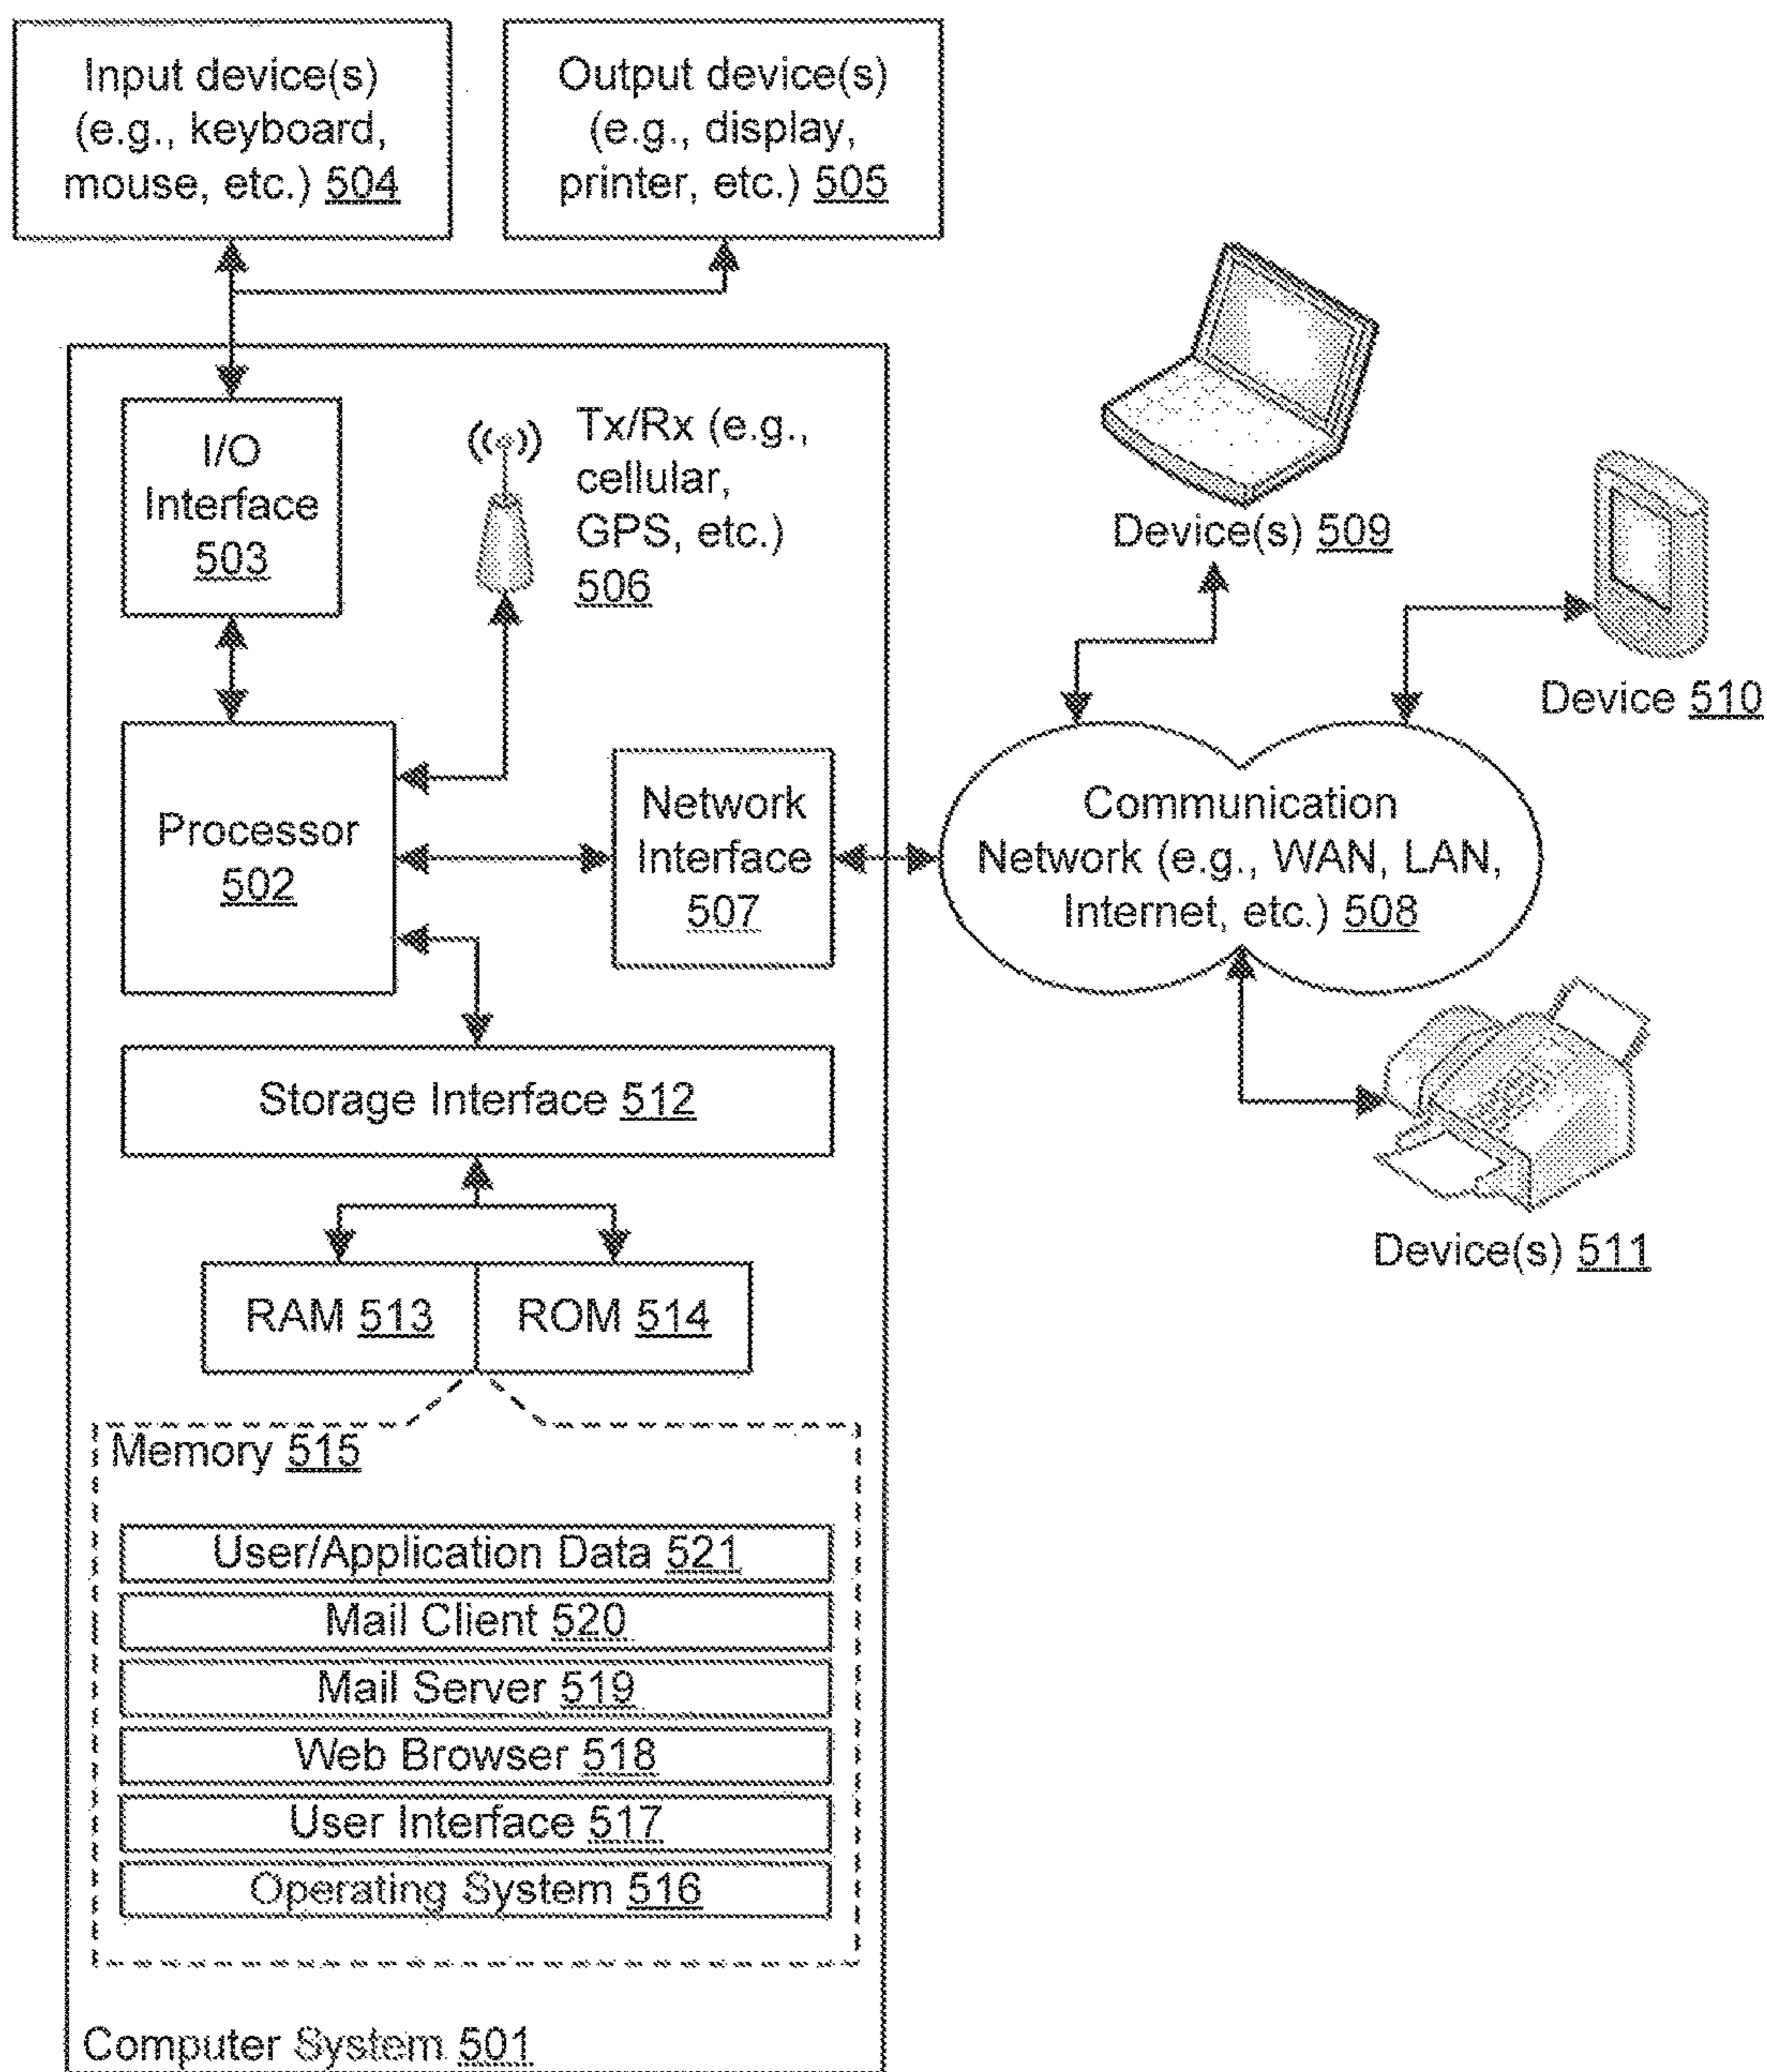 Input device(s)
(e.g., keyboard,
mouse, etc.) 504
Output device(s)
(e.g., display,
printer, etc.) 505
I/O
Interface
503
Tx/Rx (e.g.,
cellular,
GPS, etc.)
506
Device(s) 509
Device 510
Processor
502
Network
Interface
507
Communication
Network (e.g., WAN, LAN,
Internet, etc.) 508
Storage Interface 512
Device(s) 511
RAM 513
ROM 514
Memory 515
User/Application Data 521
Mail Client 520
Mail Server 519
Web Browser 518
User Interface 517
Operating System 516
Computer System 501